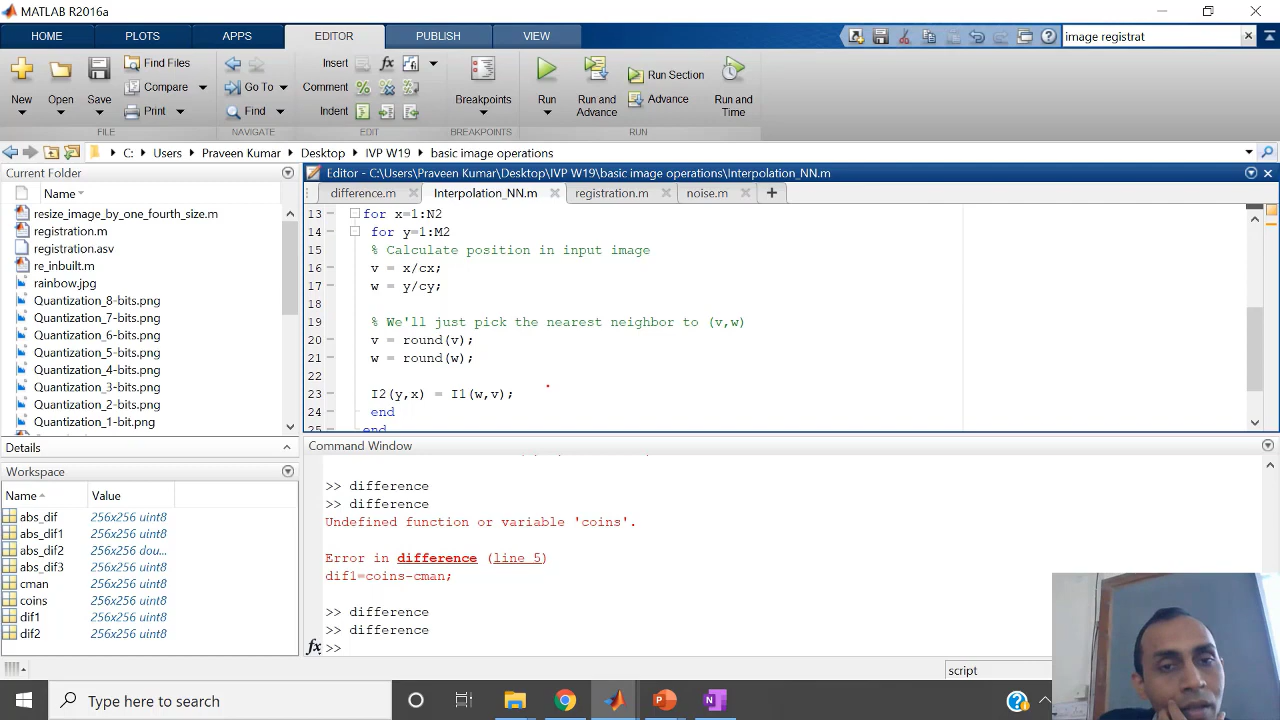 MATLAB R2016a
HOME PLOTS APPS EDITOR PUBLISH VIEW image registrat
New Open Save Find Files Compare Print Go To Find Insert Comment Indent fx Breakpoints Run Run and Advance Run Section Advance Run and Time
FILE NAVIGATE EDIT BREAKPOINTS RUN
C: Users Praveen Kumar Desktop IVP W19 basic image operations
Current Folder
Name
resize_image_by_one_fourth_size.m
registration.m
registration.asv
re_inbuilt.m
rainbow.jpg
Quantization_8-bits.png
Quantization_7-bits.png
Quantization_6-bits.png
Quantization_5-bits.png
Quantization_4-bits.png
Quantization_3-bits.png
Quantization_2-bits.png
Quantization_1-bit.png
Details
Workspace
Name Value
abs_dif 256x256 uint8
abs_dif1 256x256 uint8
abs_dif2 256x256 dou...
abs_dif3 256x256 uint8
cman 256x256 uint8
coins 256x256 uint8
dif1 256x256 uint8
dif2 256x256 uint8
Editor - C:\Users\Praveen Kumar\Desktop\IVP W19\basic image operations\Interpolation_NN.m
difference.m Interpolation_NN.m registration.m noise.m
13 for x=1:N2
14 for y=1:M2
15 % Calculate position in input image
16 v = x/cx;
17 w = y/cy;
18
19 % We'll just pick the nearest neighbor to (v,w)
20 v = round(v);
21 w = round(w);
22
23 I2(y,x) = I1(w,v);
24 end
25 end
Command Window
>> difference
>> difference
Undefined function or variable 'coins'.
Error in difference (line 5)
dif1=coins-cman;
>> difference
>> difference
fx >>
script
Type here to search